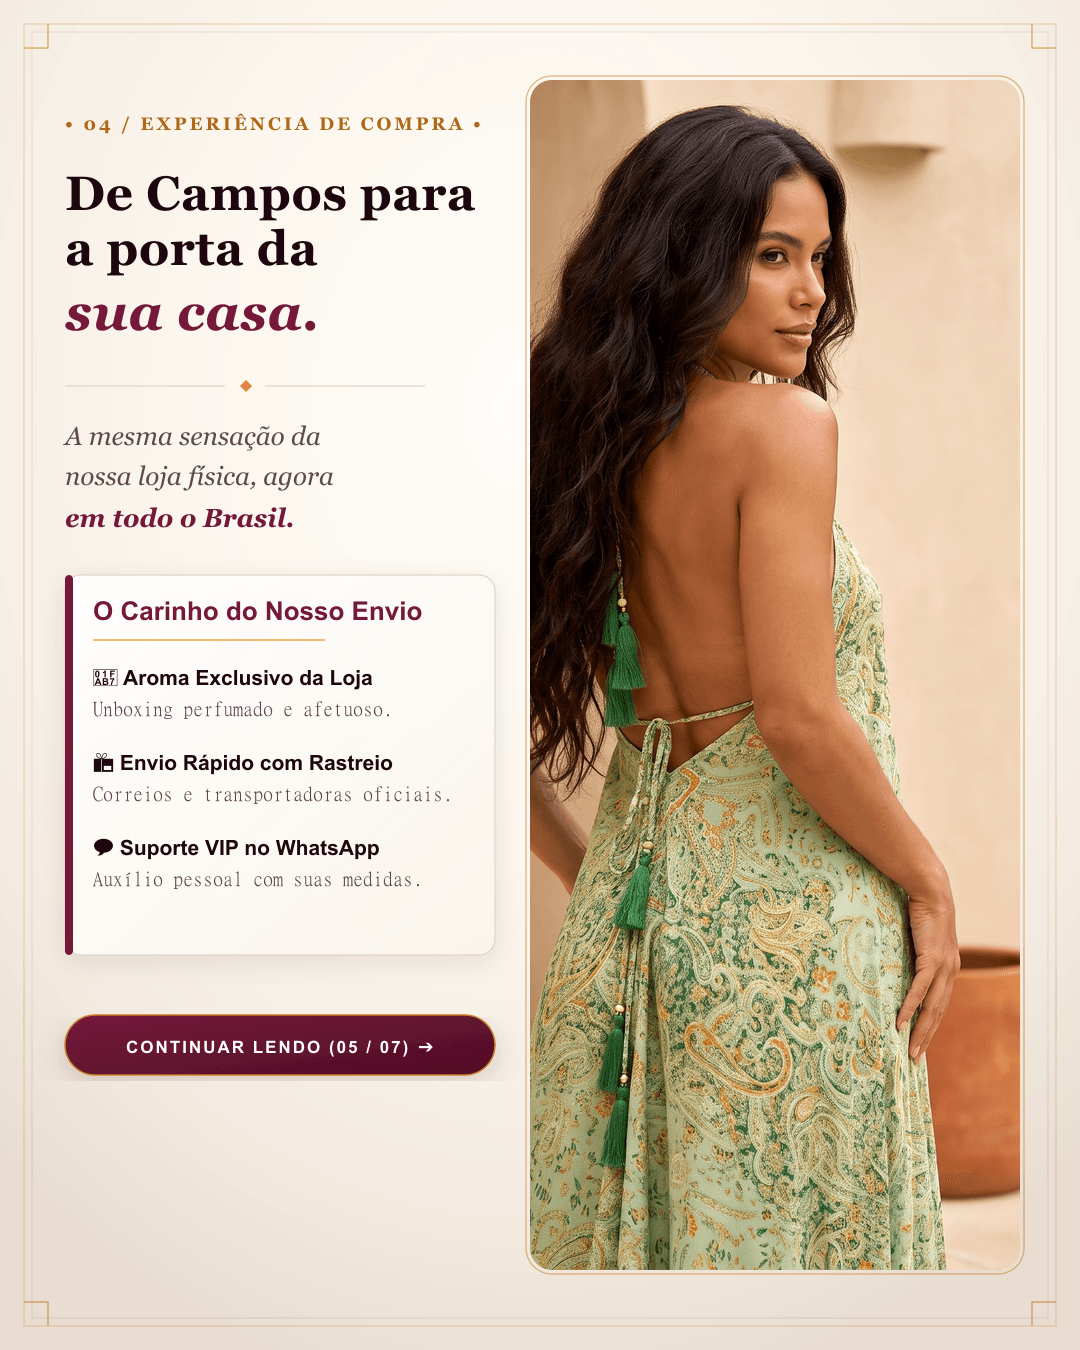 • 04 / EXPERIÊNCIA DE COMPRA •
De Campos para
a porta da
sua casa.
A mesma sensação da
nossa loja física, agora
em todo o Brasil.
O Carinho do Nosso Envio
01F AB7 Aroma Exclusivo da Loja
Unboxing perfumado e afetuoso.
🎁 Envio Rápido com Rastreio
Correios e transportadoras oficiais.
💬 Suporte VIP no WhatsApp
Auxílio pessoal com suas medidas.
CONTINUAR LENDO (05 / 07) →